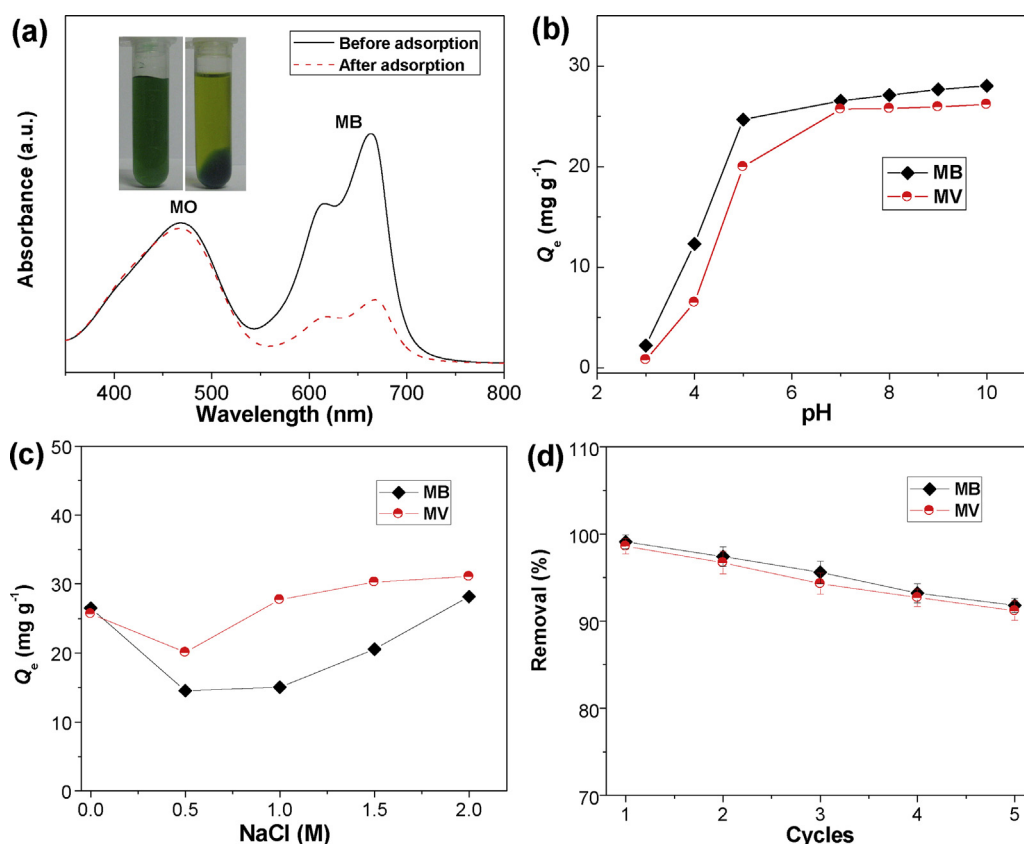 (a)
Before adsorption
After adsorption
MO
MB
Absorbance (a.u.)
400 500 600 700 800
Wavelength (nm)
(b)
30
20
10
0
Qe (mg g-1)
MB
MV
2 4 6 8 10
pH
(c)
50
40
30
20
10
0
Qe (mg g-1)
MB
MV
0.0 0.5 1.0 1.5 2.0
NaCl (M)
(d)
110
100
90
80
70
Removal (%)
MB
MV
1 2 3 4 5
Cycles